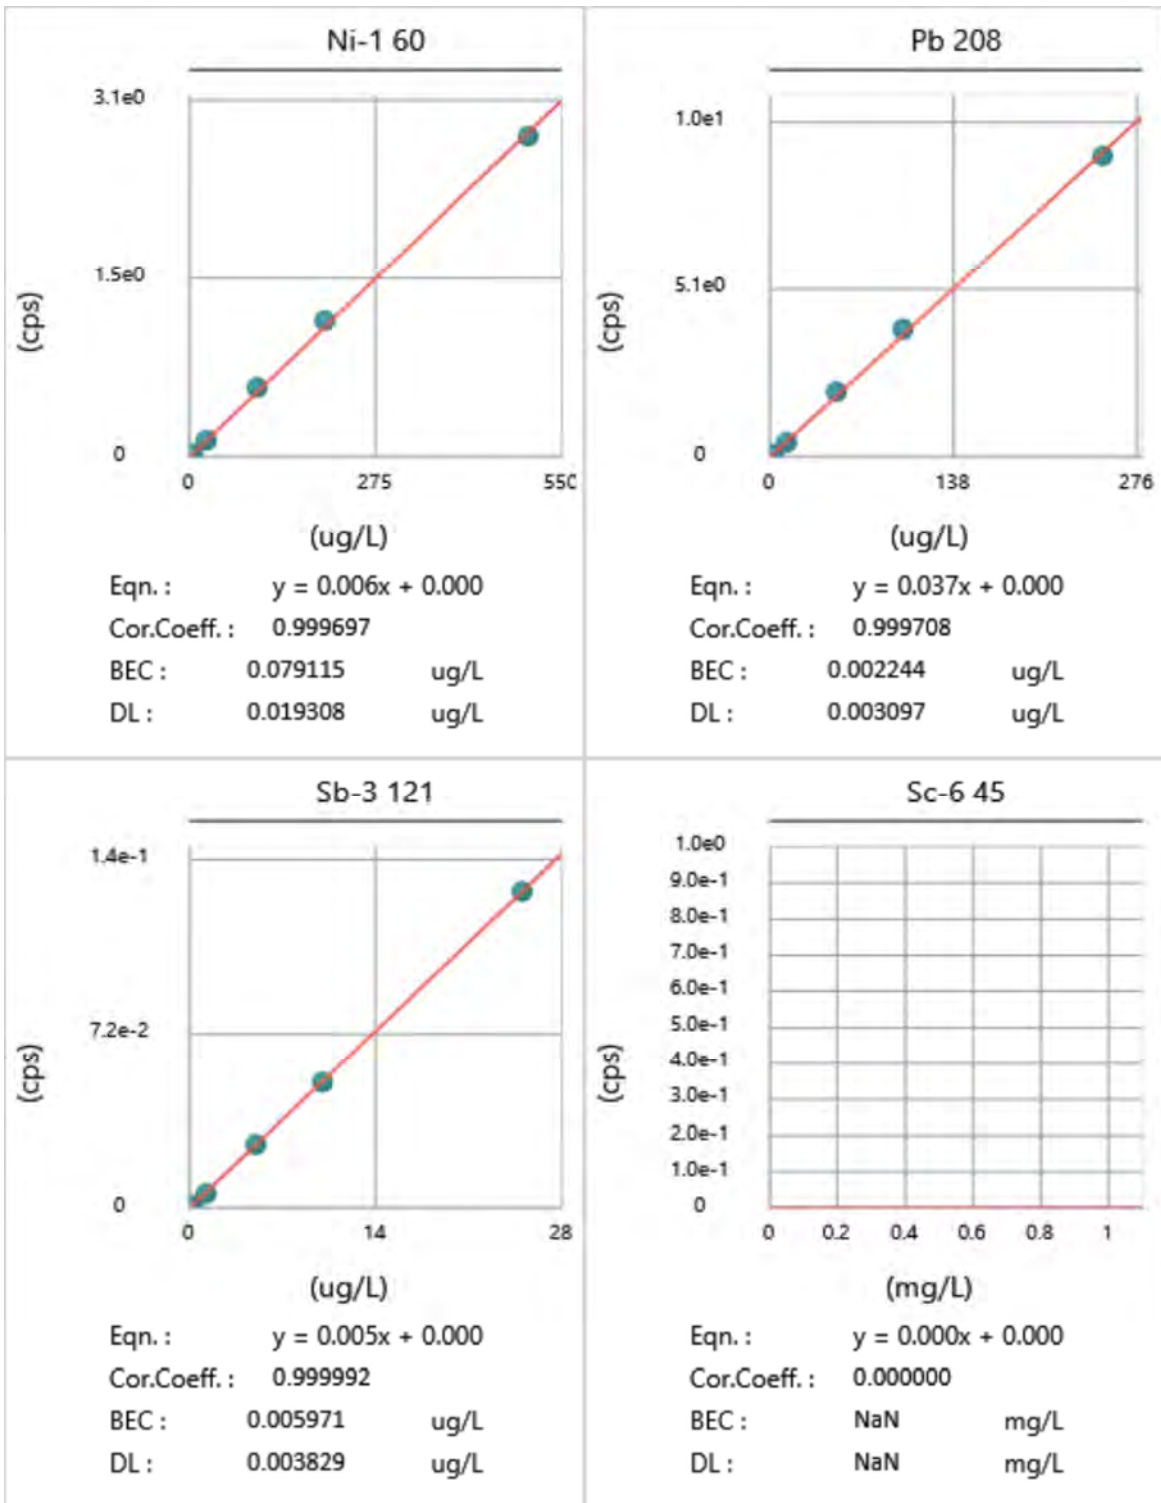 Ni-1 60
3.1e0
1.5e0
0
0 275 550
(cps)
(ug/L)
Eqn. : y = 0.006x + 0.000
Cor.Coeff. : 0.999697
BEC : 0.079115 ug/L
DL : 0.019308 ug/L
Pb 208
1.0e1
5.1e0
0
0 138 276
(cps)
(ug/L)
Eqn. : y = 0.037x + 0.000
Cor.Coeff. : 0.999708
BEC : 0.002244 ug/L
DL : 0.003097 ug/L
Sb-3 121
1.4e-1
7.2e-2
0
0 14 28
(cps)
(ug/L)
Eqn. : y = 0.005x + 0.000
Cor.Coeff. : 0.999992
BEC : 0.005971 ug/L
DL : 0.003829 ug/L
Sc-6 45
1.0e0
9.0e-1
8.0e-1
7.0e-1
6.0e-1
5.0e-1
4.0e-1
3.0e-1
2.0e-1
1.0e-1
0
0 0.2 0.4 0.6 0.8 1
(cps)
(mg/L)
Eqn. : y = 0.000x + 0.000
Cor.Coeff. : 0.000000
BEC : NaN mg/L
DL : NaN mg/L